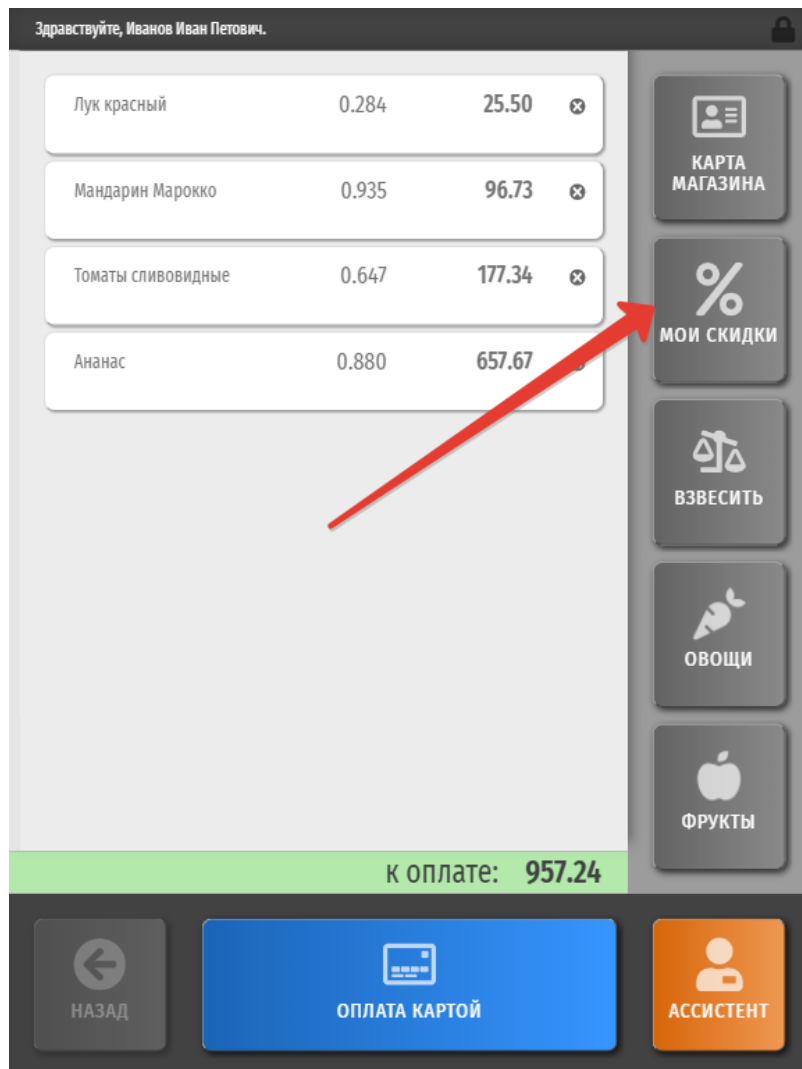 Здравствуйте, Иванов Иван Петович.
Лук красный 0.284 25.50
Мандарин Марокко 0.935 96.73
Томаты сливовидные 0.647 177.34
Ананас 0.880 657.67
к оплате: 957.24
КАРТА
МАГАЗИНА
МОИ СКИДКИ
ВЗВЕСИТЬ
ОВОЩИ
ФРУКТЫ
НАЗАД
ОПЛАТА КАРТОЙ
АССИСТЕНТ